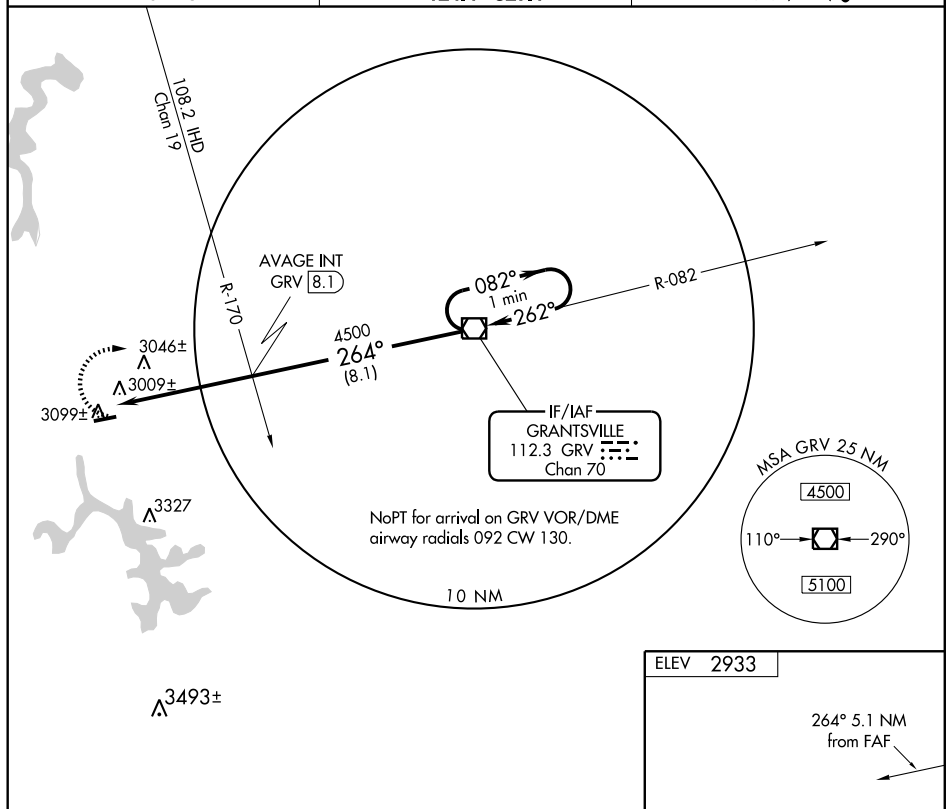 108.2 IHD
Chan 19
R-170
AVAGE INT
GRV 8.1
4500
264°
(8.1)
082°
1 min
262°
R-082
3046±
3009±
3099±
IF/IAF
GRANTSVILLE
112.3 GRV
Chan 70
3327
NoPT for arrival on GRV VOR/DME
airway radials 092 CW 130.
10 NM
MSA GRV 25 NM
4500
110°
290°
5100
3493±
ELEV 2933
264° 5.1 NM
from FAF